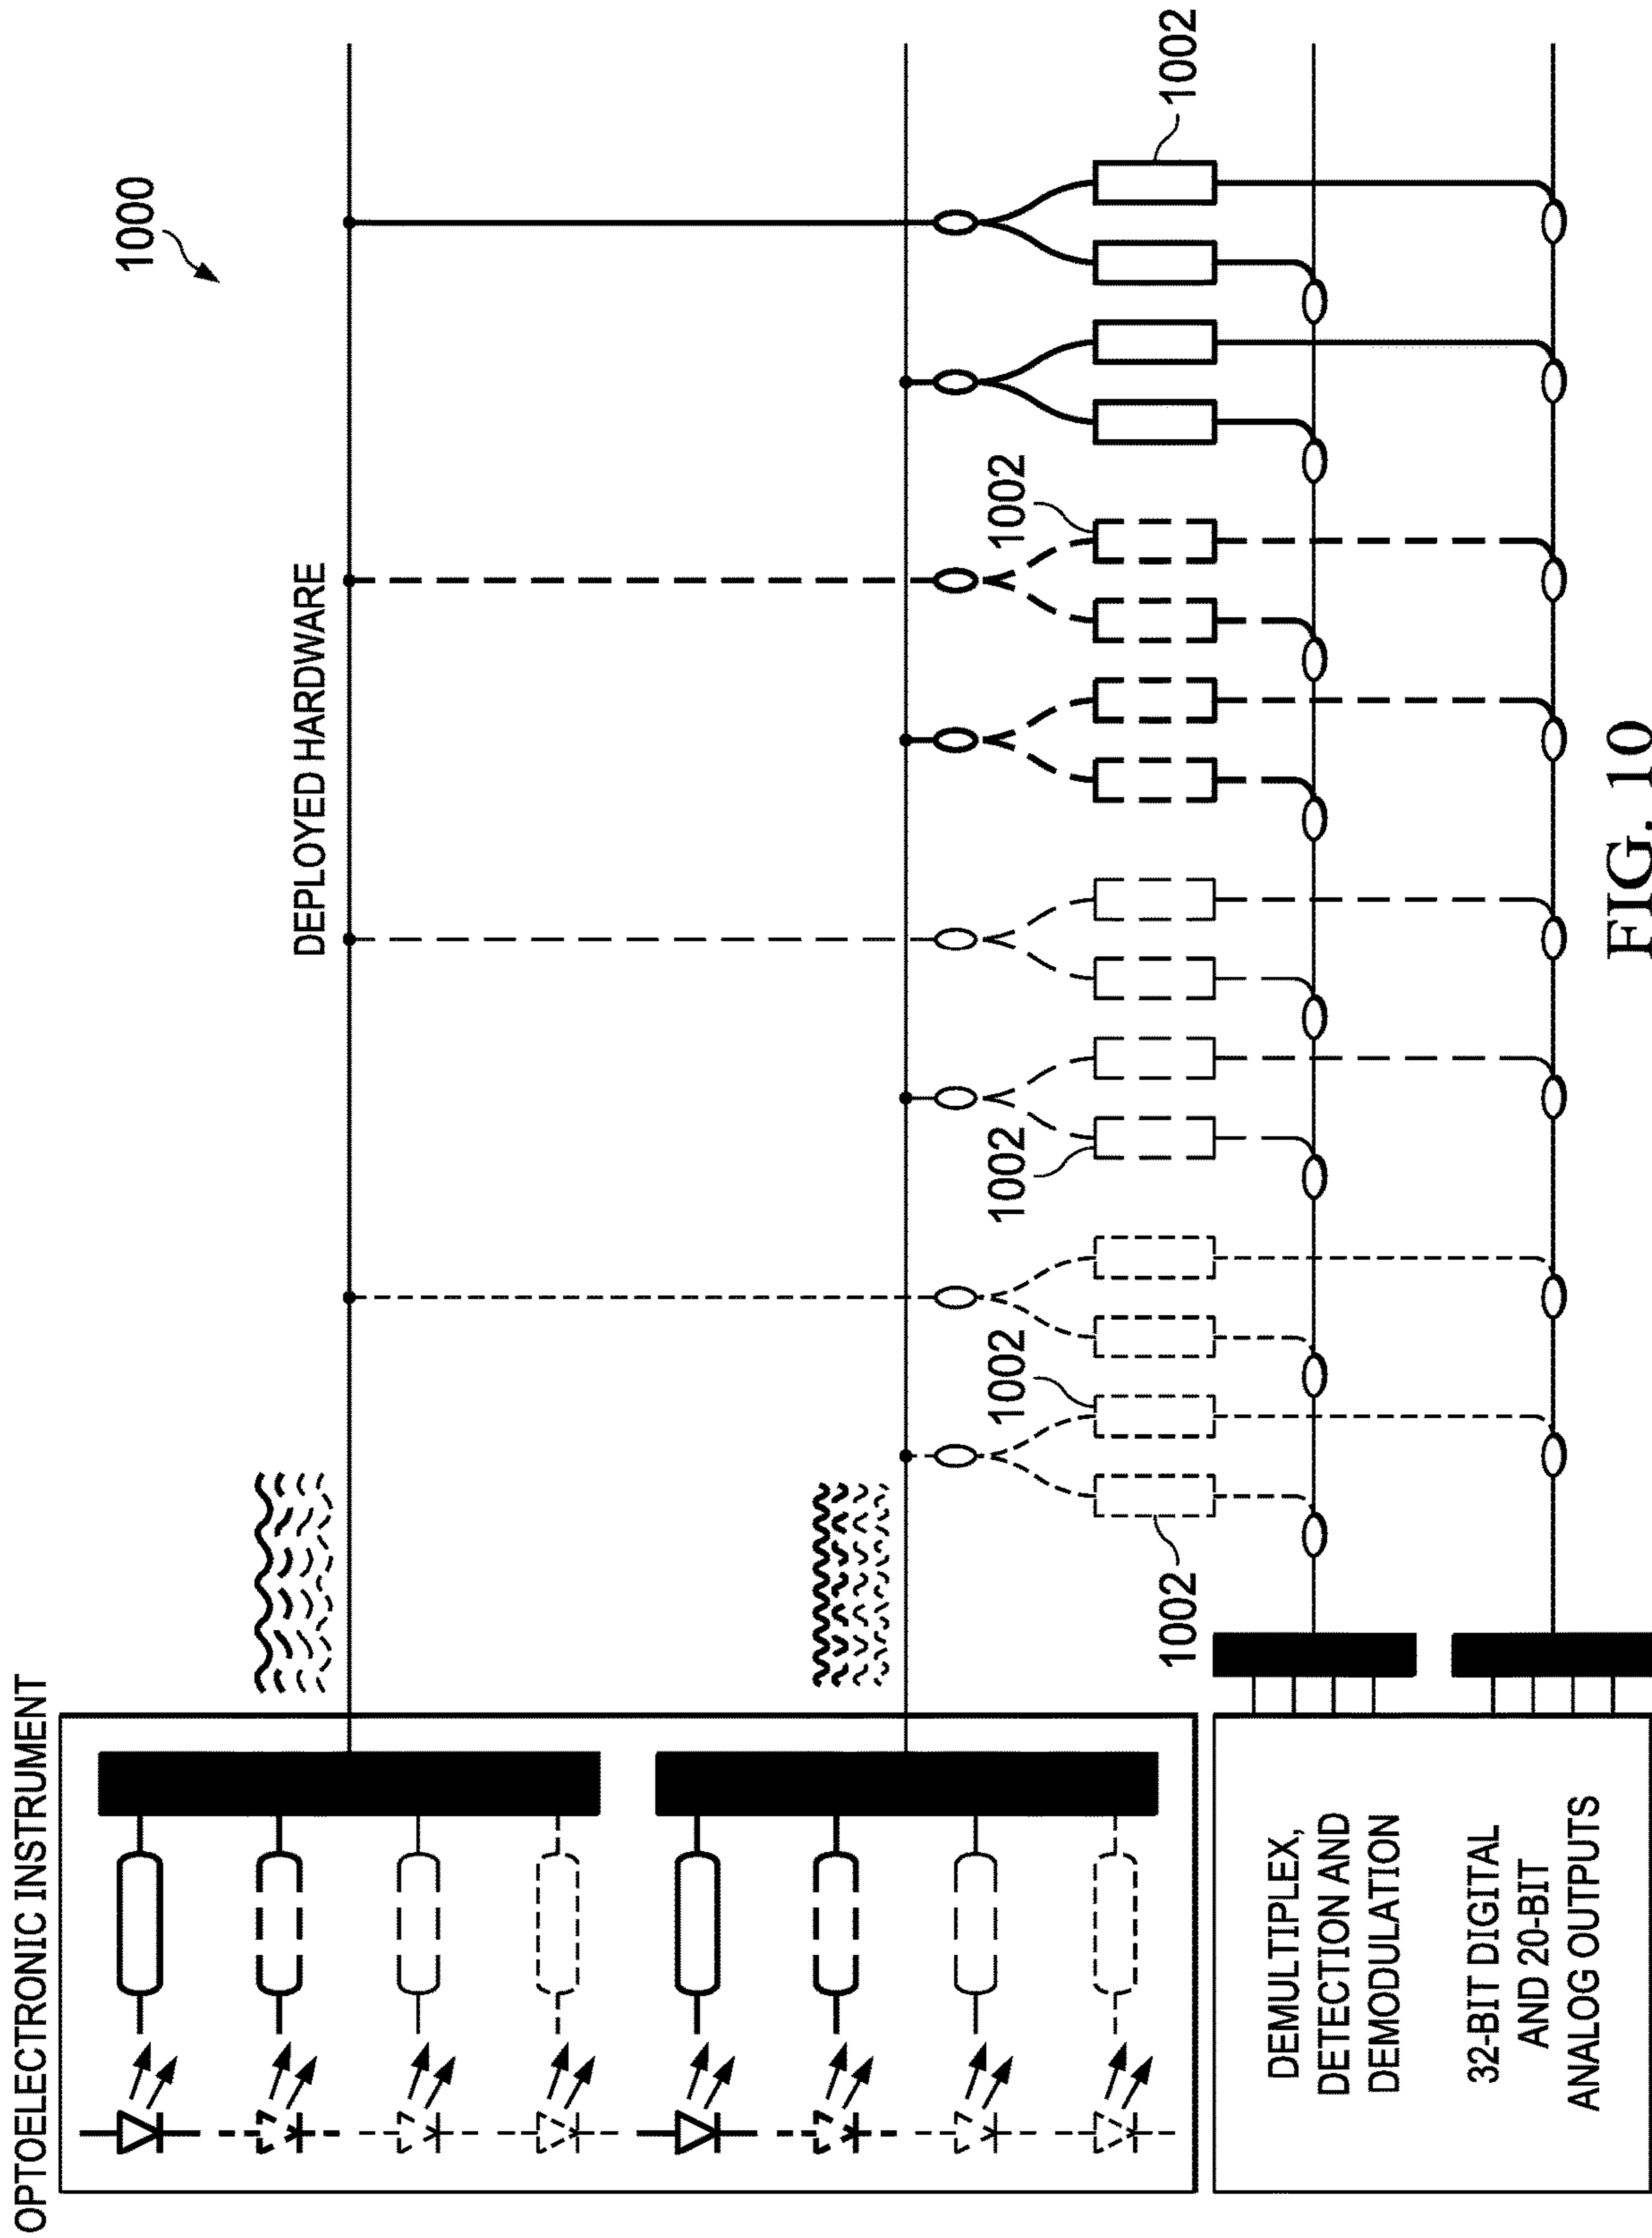 1000
OPTOELECTRONIC INSTRUMENT
DEPLOYED HARDWARE
1002
1002
1002
1002
1002
DEMULTIPLEX,
DETECTION AND
DEMODULATION
32-BIT DIGITAL
AND 20-BIT
ANALOG OUTPUTS
FIG. 10